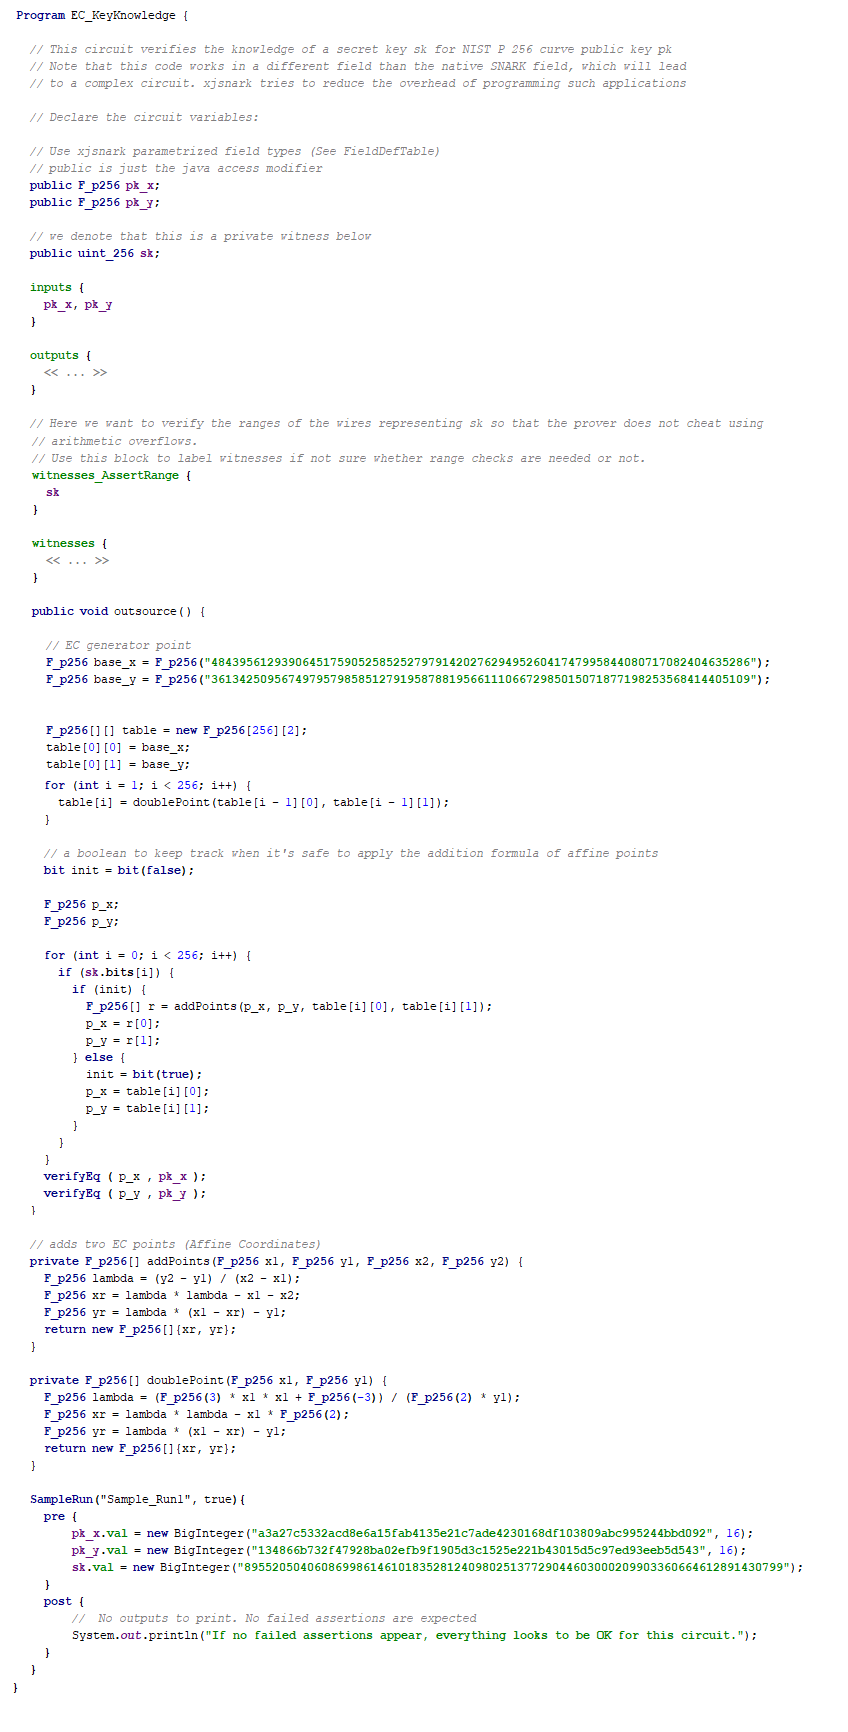 Program EC_KeyKnowledge {
// This circuit verifies the knowledge of a secret key sk for NIST P 256 curve public key pk
// Note that this code works in a different field than the native SNARK field, which will lead
// to a complex circuit. xjsnark tries to reduce the overhead of programming such applications
// Declare the circuit variables:
// Use xjsnark parametrized field types (See FieldDefTable)
// public is just the java access modifier
public F_p256 pk_x;
public F_p256 pk_y;
// we denote that this is a private witness below
public uint_256 sk;
inputs {
pk_x, pk_y
}
outputs {
<< ... >>
}
// Here we want to verify the ranges of the wires representing sk so that the prover does not cheat using
// arithmetic overflows.
// Use this block to label witnesses if not sure whether range checks are needed or not.
witnesses_AssertRange {
sk
}
witnesses {
<< ... >>
}
public void outsource() {
// EC generator point
F_p256 base_x = F_p256("48439561293906451759052585252797914202762949526041747995844080717082404635286");
F_p256 base_y = F_p256("36134250956749795798585127919587881956611106672985015071877198253568414405109");
F_p256[][] table = new F_p256[256][2];
table[0][0] = base_x;
table[0][1] = base_y;
for (int i = 1; i < 256; i++) {
table[i] = doublePoint(table[i - 1][0], table[i - 1][1]);
}
// a boolean to keep track when it's safe to apply the addition formula of affine points
bit init = bit(false);
F_p256 p_x;
F_p256 p_y;
for (int i = 0; i < 256; i++) {
if (sk.bits[i]) {
if (init) {
F_p256[] r = addPoints(p_x, p_y, table[i][0], table[i][1]);
p_x = r[0];
p_y = r[1];
} else {
init = bit(true);
p_x = table[i][0];
p_y = table[i][1];
}
}
}
verifyEq ( p_x , pk_x );
verifyEq ( p_y , pk_y );
}
// adds two EC points (Affine Coordinates)
private F_p256[] addPoints(F_p256 x1, F_p256 y1, F_p256 x2, F_p256 y2) {
F_p256 lambda = (y2 - y1) / (x2 - x1);
F_p256 xr = lambda * lambda - x1 - x2;
F_p256 yr = lambda * (x1 - xr) - y1;
return new F_p256[]{xr, yr};
}
private F_p256[] doublePoint(F_p256 x1, F_p256 y1) {
F_p256 lambda = (F_p256(3) * x1 * x1 + F_p256(-3)) / (F_p256(2) * y1);
F_p256 xr = lambda * lambda - x1 * F_p256(2);
F_p256 yr = lambda * (x1 - xr) - y1;
return new F_p256[]{xr, yr};
}
SampleRun("Sample_Run1", true){
pre {
pk_x.val = new BigInteger("a3a27c5332acd8e6a15fab4135e21c7ade4230168df103809abc995244bbd092", 16);
pk_y.val = new BigInteger("134866b732f47928ba02efb9f1905d3c1525e221b43015d5c97ed93eeb5d543", 16);
sk.val = new BigInteger("89552050406086998614610183528124098025137729044603000209903360664612891430799");
}
post {
// No outputs to print. No failed assertions are expected
System.out.println("If no failed assertions appear, everything looks to be OK for this circuit.");
}
}
}